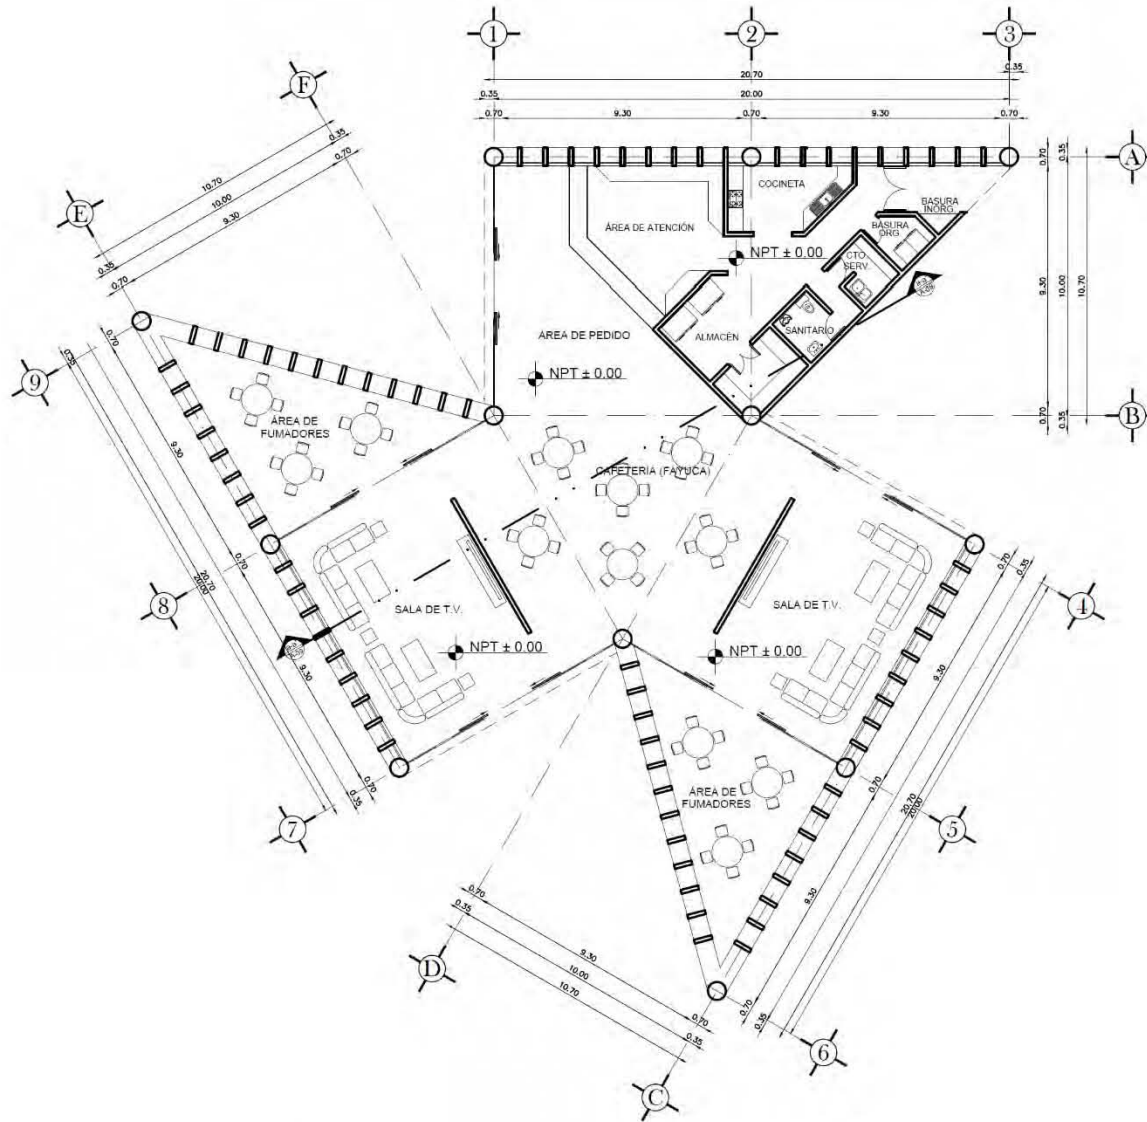 1
2
3
20.70
0.35
0.35
20.00
0.70
9.30
0.70
9.30
0.70
F
10.70
0.35
10.00
0.70
9.30
E
0.35
0.70
A
0.35
0.70
9.30
10.00
10.70
0.70
0.35
B
COCINETA
BASURA
INORG.
BASURA
ORG
ÁREA DE ATENCIÓN
NPT ± 0.00
CTO
SERV.
ALMACÉN
SANITARIO
AREA DE PEDIDO
NPT ± 0.00
9
0.35
0.70
9.30
ÁREA DE
FUMADORES
CAFETERÍA (FAYUCA)
0.70
20.70
20.00
8
SALA DE T.V.
NPT ± 0.00
9.30
0.70
0.35
7
SALA DE T.V.
NPT ± 0.00
0.70
0.35
4
9.30
0.70
20.70
20.00
5
ÁREA DE
FUMADORES
9.30
0.70
0.35
6
0.70
0.35
D
9.30
10.00
10.70
0.70
0.35
C